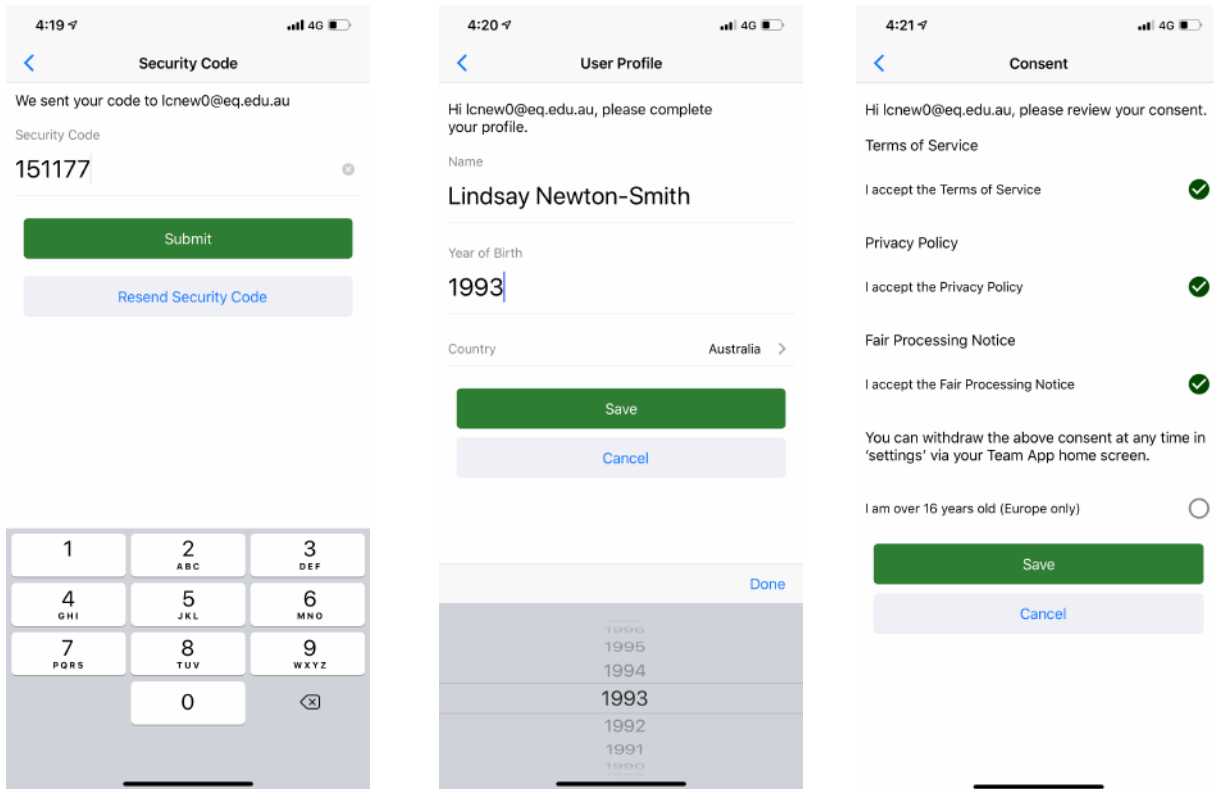 4:19
4G
Security Code
We sent your code to lcnew0@eq.edu.au
Security Code
151177
Submit
Resend Security Code
1
2
ABC
3
DEF
4
GHI
5
JKL
6
MNO
7
PQRS
8
TUV
9
WXYZ
0
4:20
4G
User Profile
Hi lcnew0@eq.edu.au, please complete
your profile.
Name
Lindsay Newton-Smith
Year of Birth
1993
Country
Australia
Save
Cancel
Done
1996
1995
1994
1993
1992
1991
1990
4:21
4G
Consent
Hi lcnew0@eq.edu.au, please review your consent.
Terms of Service
I accept the Terms of Service
Privacy Policy
I accept the Privacy Policy
Fair Processing Notice
I accept the Fair Processing Notice
You can withdraw the above consent at any time in
'settings' via your Team App home screen.
I am over 16 years old (Europe only)
Save
Cancel